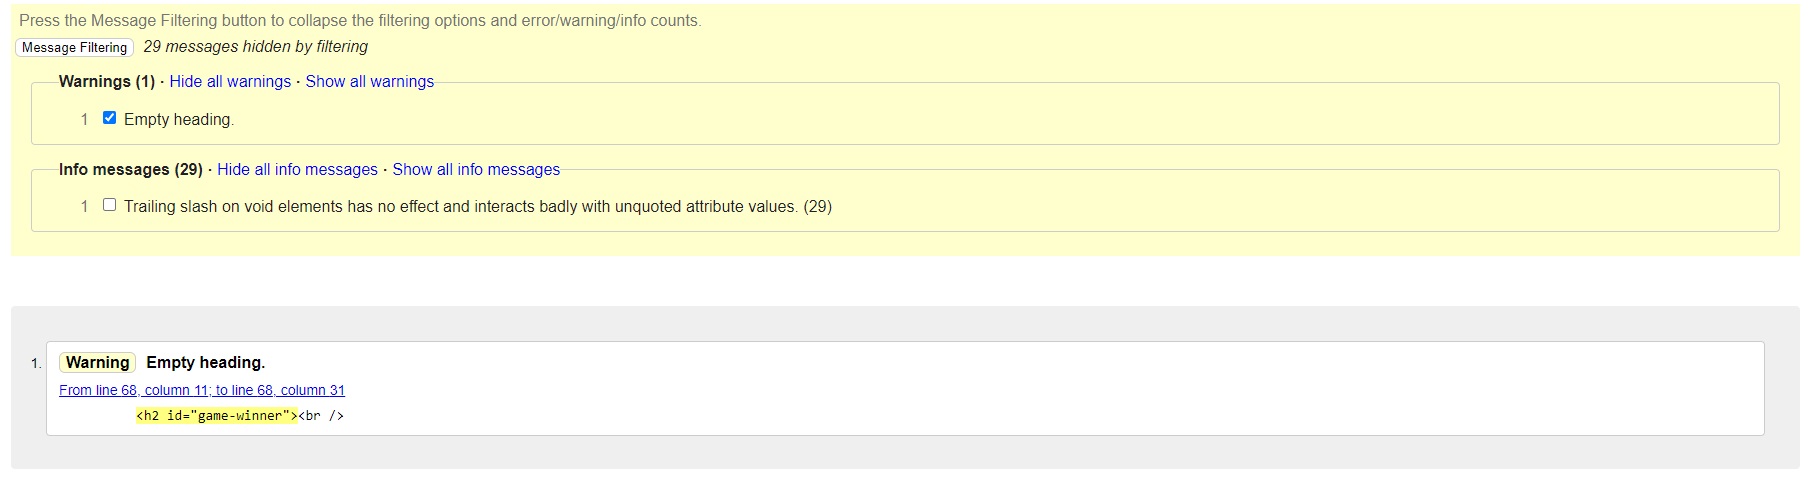 Press the Message Filtering button to collapse the filtering options and error/warning/info counts.
Message Filtering 29 messages hidden by filtering
Warnings (1) · Hide all warnings · Show all warnings
1 Empty heading.
Info messages (29) · Hide all info messages · Show all info messages
1 Trailing slash on void elements has no effect and interacts badly with unquoted attribute values. (29)
1. Warning Empty heading.
From line 68, column 11; to line 68, column 31
<h2 id="game-winner"><br />